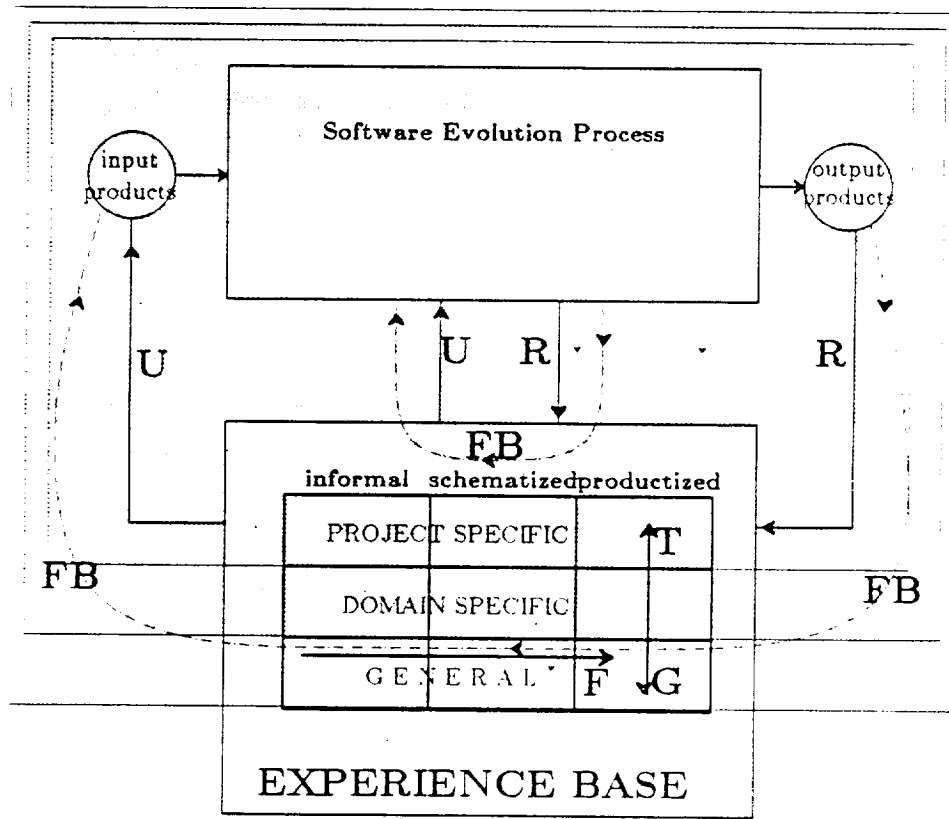 Software Evolution Process
input
products
output
products
U
U
R
R
FB
informal schematized productized
PROJECT SPECIFIC
T
FB
FB
DOMAIN SPECIFIC
GENERAL
F
G
EXPERIENCE BASE